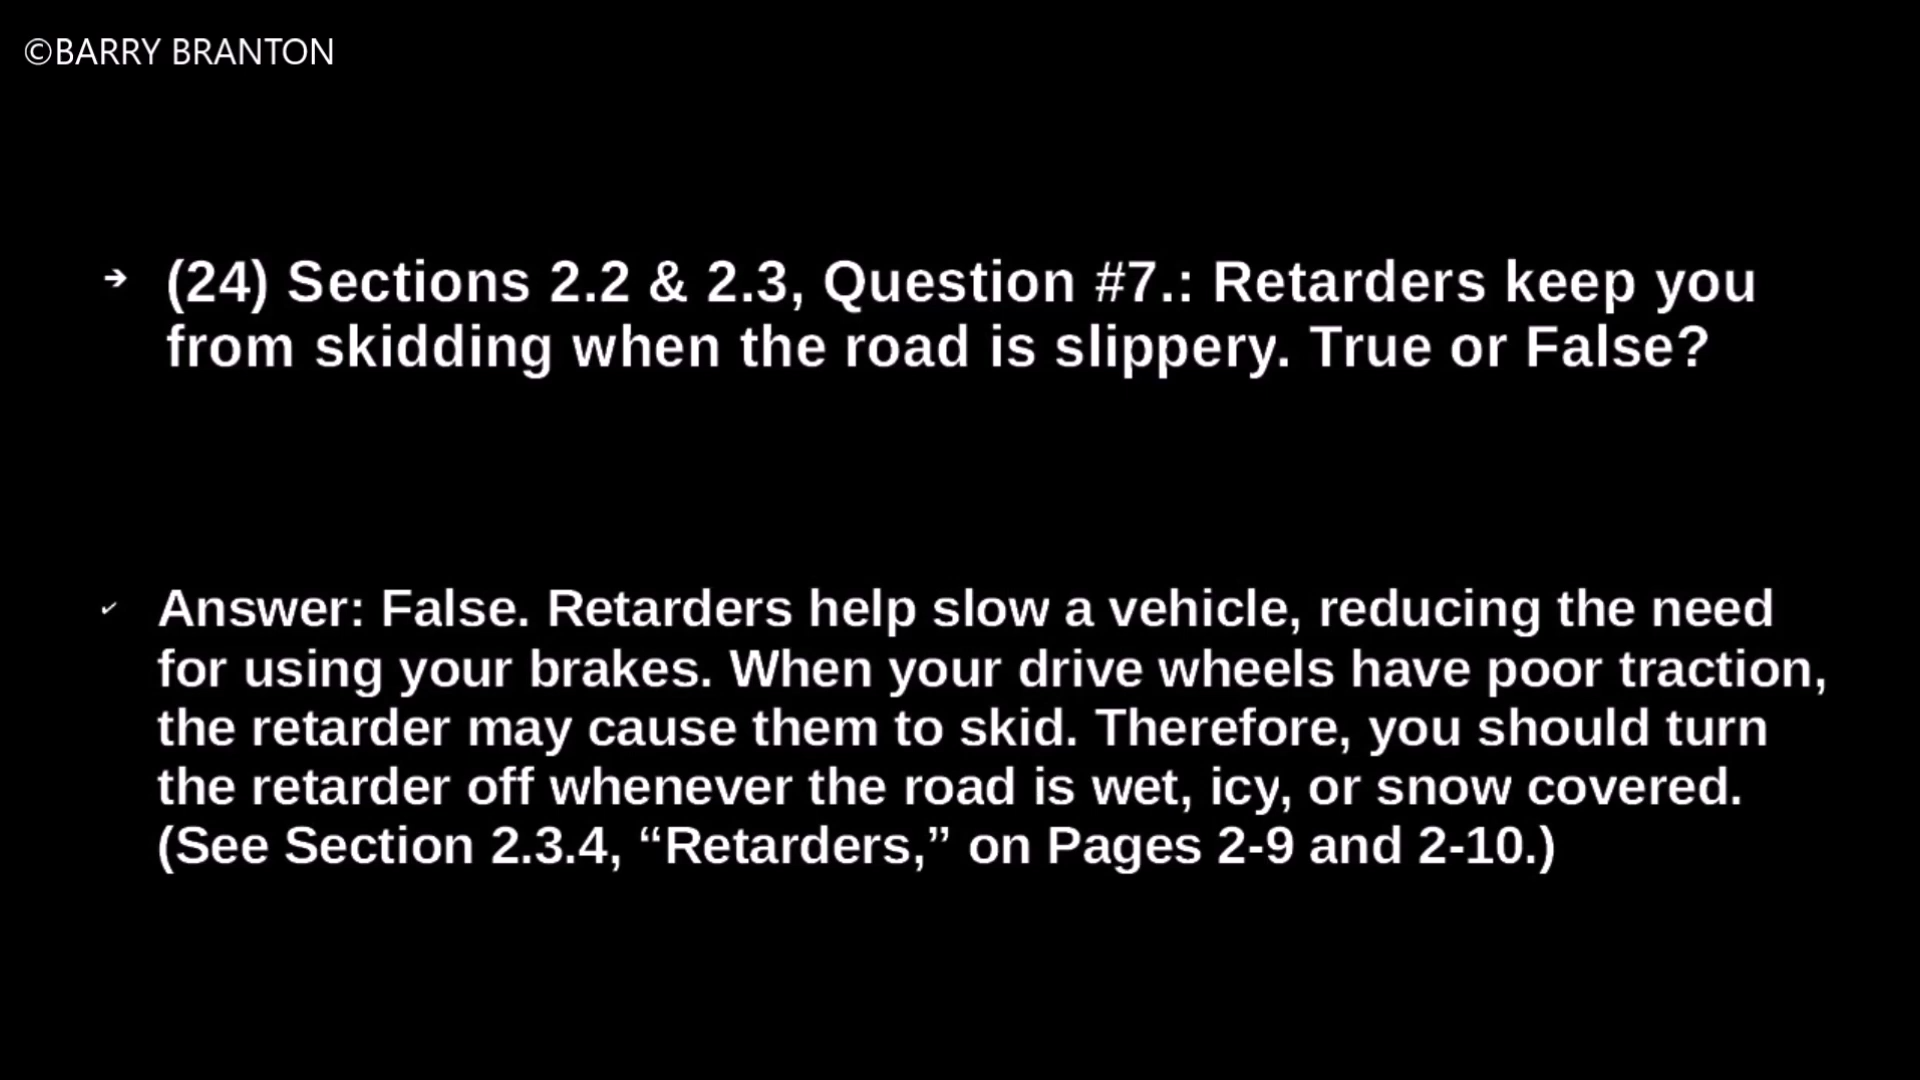 ©BARRY BRANTON
➔ (24) Sections 2.2 & 2.3, Question #7.: Retarders keep you
from skidding when the road is slippery. True or False?
✔ Answer: False. Retarders help slow a vehicle, reducing the need
for using your brakes. When your drive wheels have poor traction,
the retarder may cause them to skid. Therefore, you should turn
the retarder off whenever the road is wet, icy, or snow covered.
(See Section 2.3.4, “Retarders,” on Pages 2-9 and 2-10.)